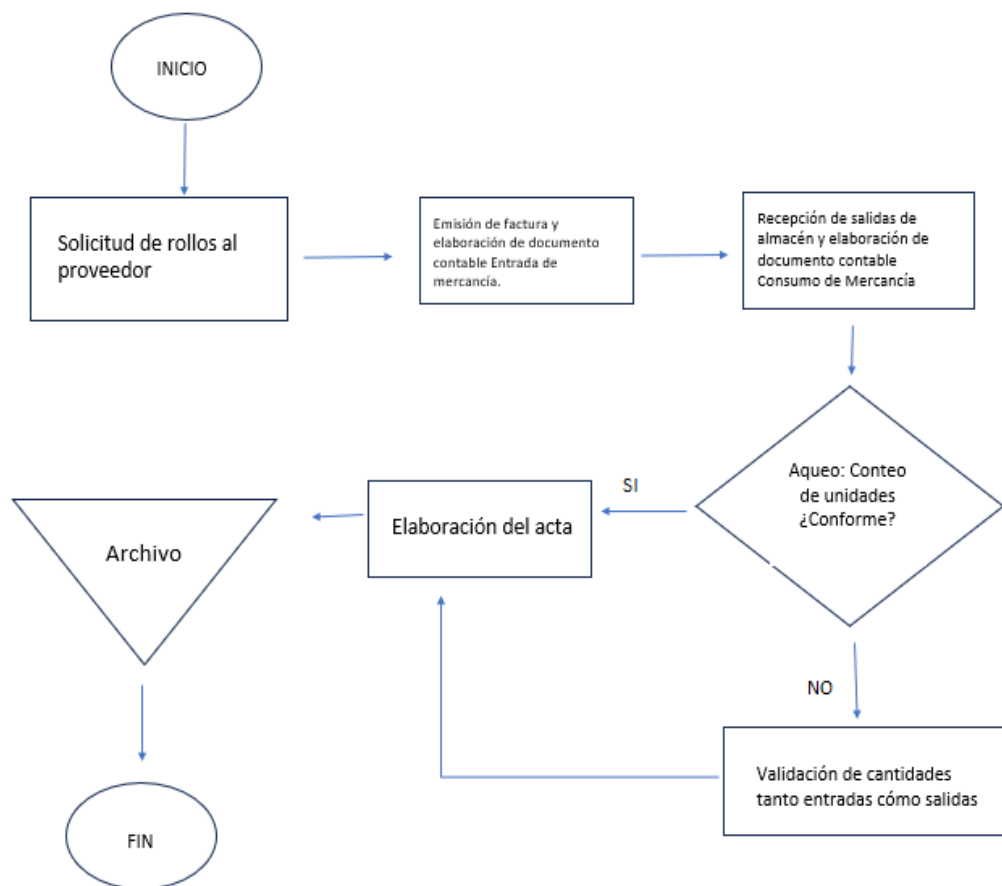 INICIO
Solicitud de rollos al
proveedor
Emisión de factura y
elaboración de documento
contable Entrada de
mercancía.
Recepción de salidas de
almacén y elaboración de
documento contable
Consumo de Mercancía
Aqueo: Conteo
de unidades
¿Conforme?
SI
Elaboración del acta
Archivo
NO
Validación de cantidades
tanto entradas cómo salidas
FIN